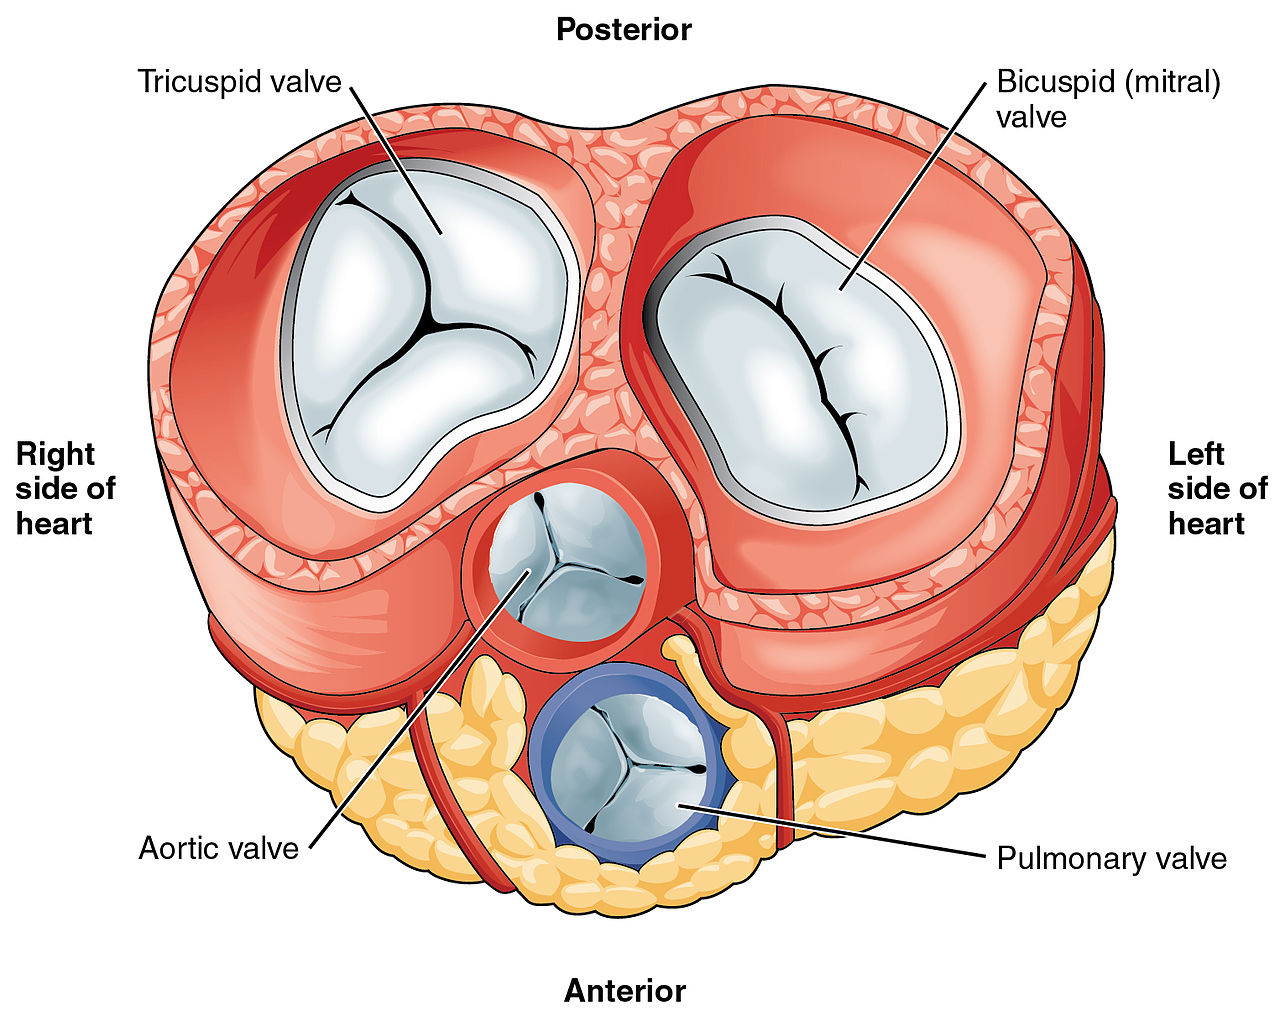 Posterior
Tricuspid valve
Bicuspid (mitral)
valve
Right
side of
heart
Left
side of
heart
Aortic valve
Pulmonary valve
Anterior